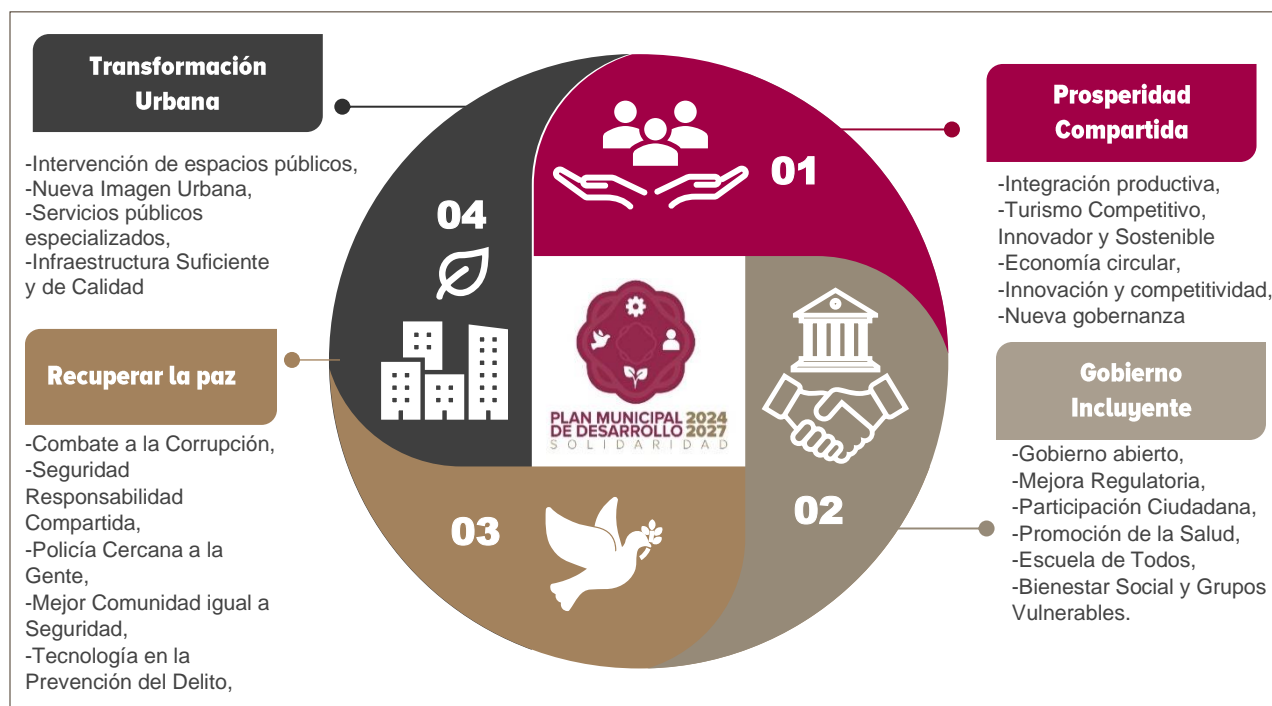 Transformación
Urbana
-Intervención de espacios públicos,
-Nueva Imagen Urbana,
-Servicios públicos
especializados,
-Infraestructura Suficiente
y de Calidad
Recuperar la paz
-Combate a la Corrupción,
-Seguridad
Responsabilidad
Compartida,
-Policía Cercana a la
Gente,
-Mejor Comunidad igual a
Seguridad,
-Tecnología en la
Prevención del Delito,
01
04
PLAN MUNICIPAL 2024
DE DESARROLLO 2027
SOLIDARIDAD
02
03
Prosperidad
Compartida
-Integración productiva,
-Turismo Competitivo,
Innovador y Sostenible
-Economía circular,
-Innovación y competitividad,
-Nueva gobernanza
Gobierno
Incluyente
-Gobierno abierto,
-Mejora Regulatoria,
-Participación Ciudadana,
-Promoción de la Salud,
-Escuela de Todos,
-Bienestar Social y Grupos
Vulnerables.